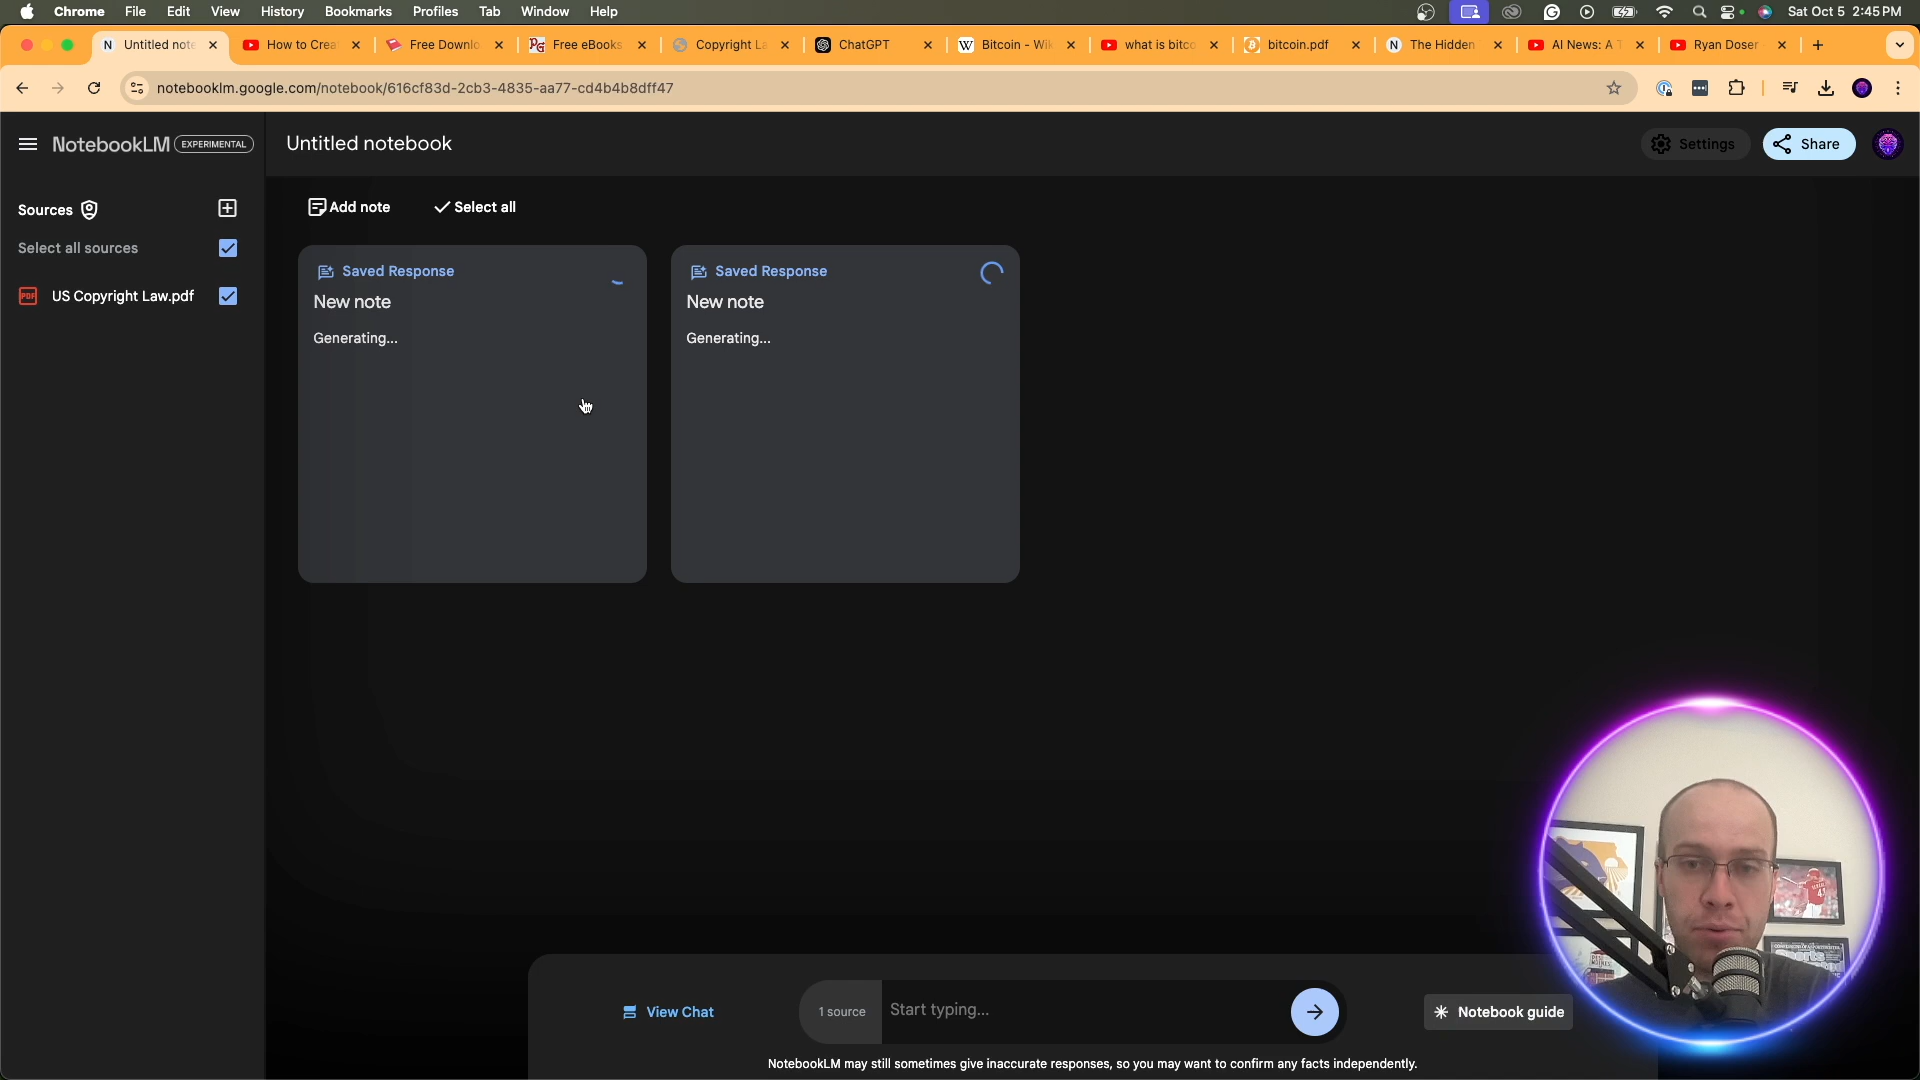 Chrome File Edit View History Bookmarks Profiles Tab Window Help Sat Oct 5 2:45 PM
Untitled note How to Crea Free Downlo Free eBooks Copyright La ChatGPT Bitcoin - Wik what is bitco bitcoin.pdf The Hidden AI News: A T Ryan Doser
notebooklm.google.com/notebook/616cf83d-2cb3-4835-aa77-cd4b4b8dff47
NotebookLM EXPERIMENTAL Untitled notebook Settings Share
Sources Add note Select all
Select all sources
Saved Response Saved Response
PDF US Copyright Law.pdf New note New note
Generating... Generating...
View Chat 1 source Start typing... Notebook guide
NotebookLM may still sometimes give inaccurate responses, so you may want to confirm any facts independently.